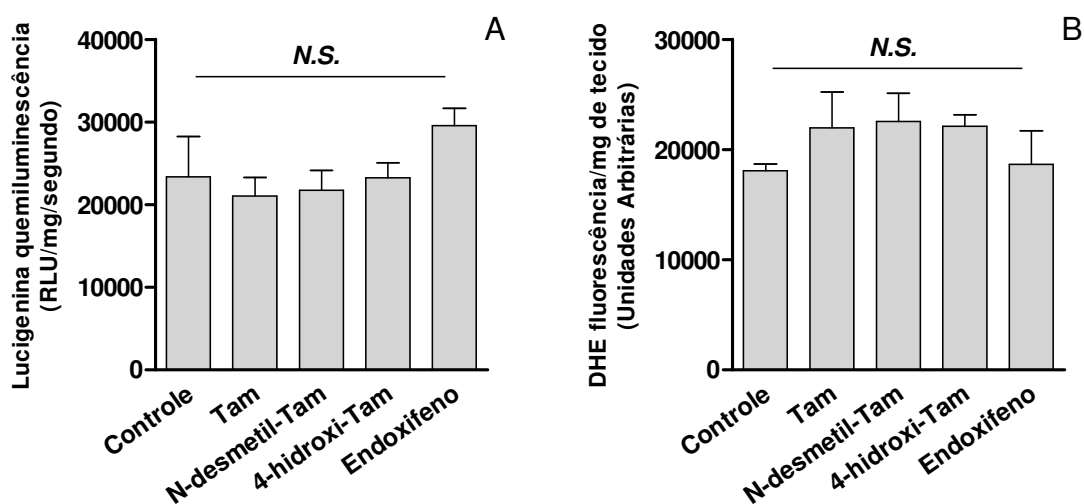 A
Lucigenina quemiluminescência
(RLU/mg/segundo)
40000
30000
20000
10000
0
N.S.
Controle
Tam
N-desmetil-Tam
4-hidroxi-Tam
Endoxifeno
B
DHE fluorescência/mg de tecido
(Unidades Arbitrárias)
30000
20000
10000
0
N.S.
Controle
Tam
N-desmetil-Tam
4-hidroxi-Tam
Endoxifeno